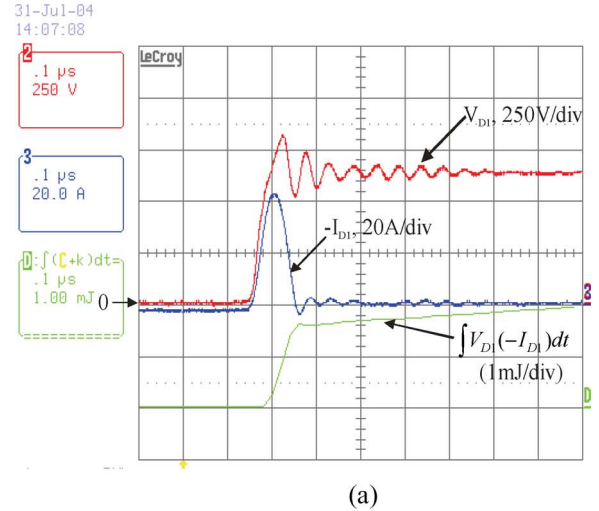 31-Jul-04
14:07:08
2
.1 µs
250 V
LeCroy
V_D1, 250V/div
3
.1 µs
20.0 A
-I_D1, 20A/div
D:∫(C+k)dt=
.1 µs
1.00 mJ
0
3
∫V_D1(-I_D1)dt
(1mJ/div)
D
(a)